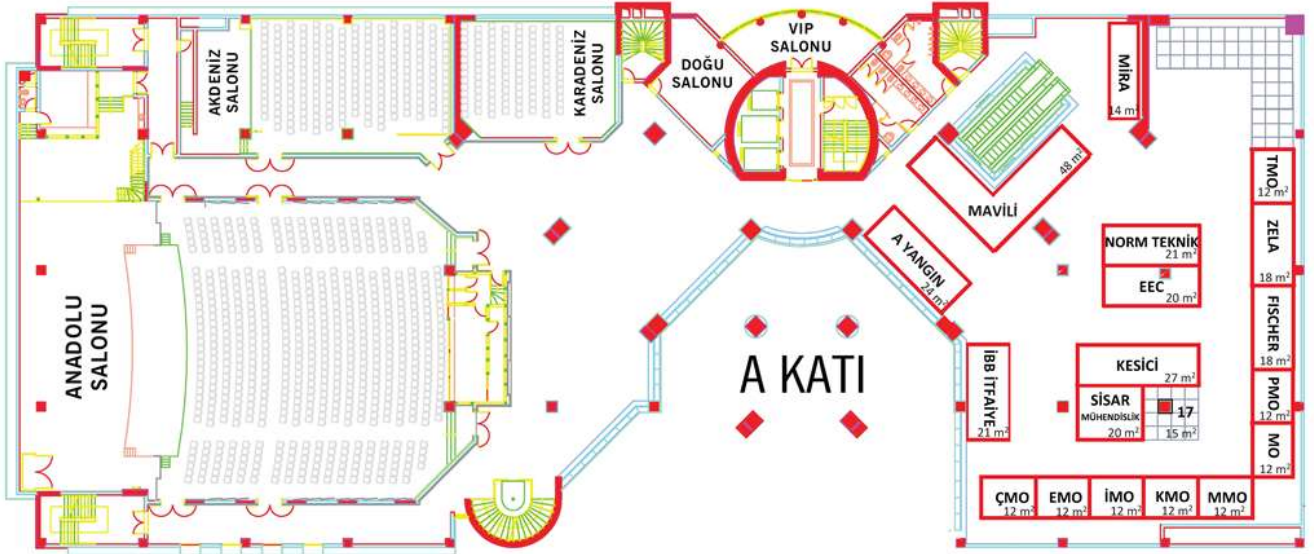 AKDENİZ
SALONU
KARADENİZ
SALONU
DOĞU
SALONU
VIP
SALONU
MİRA
14 m²
48 m²
MAVİLİ
TMO
12 m²
ZELA
18 m²
FISCHER
18 m²
PMO
12 m²
MO
12 m²
NORM TEKNİK
21 m²
EEC
20 m²
A YANGIN
24 m²
ANADOLU
SALONU
A KATI
İBB İTFAİYE
21 m²
KESİCİ
27 m²
SİSAR
MÜHENDİSLİK
20 m²
17
15 m²
ÇMO
12 m²
EMO
12 m²
İMO
12 m²
KMO
12 m²
MMO
12 m²